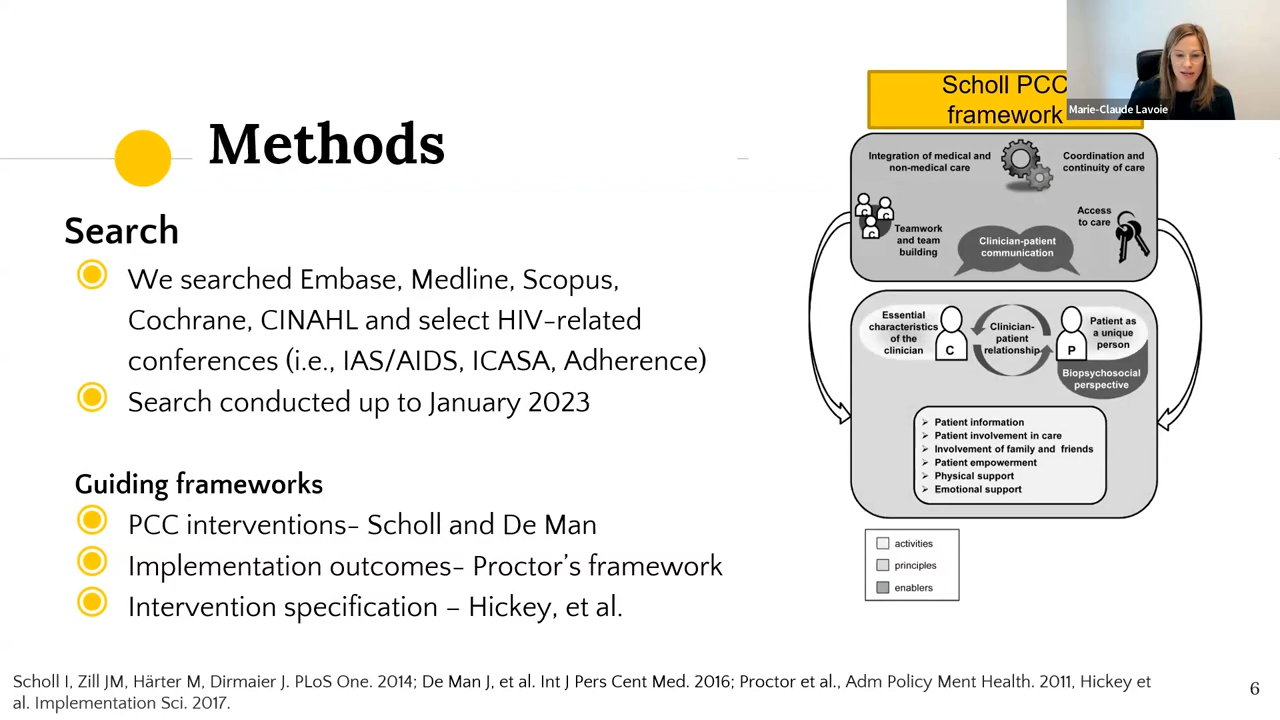 Methods
Search
We searched Embase, Medline, Scopus,
Cochrane, CINAHL and select HIV-related
conferences (i.e., IAS/AIDS, ICASA, Adherence)
Search conducted up to January 2023
Guiding frameworks
PCC interventions- Scholl and De Man
Implementation outcomes- Proctor's framework
Intervention specification – Hickey, et al.
Scholl PCC
framework
Marie-Claude Lavoie
Integration of medical and
non-medical care
Coordination and
continuity of care
C
C
C
Teamwork
and team
building
Clinician-patient
communication
Access
to care
Essential
characteristics
of the
clinician
C
Clinician-
patient
relationship
P
Patient as
a unique
person
Biopsychosocial
perspective
Patient information
Patient involvement in care
Involvement of family and friends
Patient empowerment
Physical support
Emotional support
activities
principles
enablers
Scholl I, Zill JM, Härter M, Dirmaier J. PLoS One. 2014; De Man J, et al. Int J Pers Cent Med. 2016; Proctor et al., Adm Policy Ment Health. 2011, Hickey et
al. Implementation Sci. 2017.
6